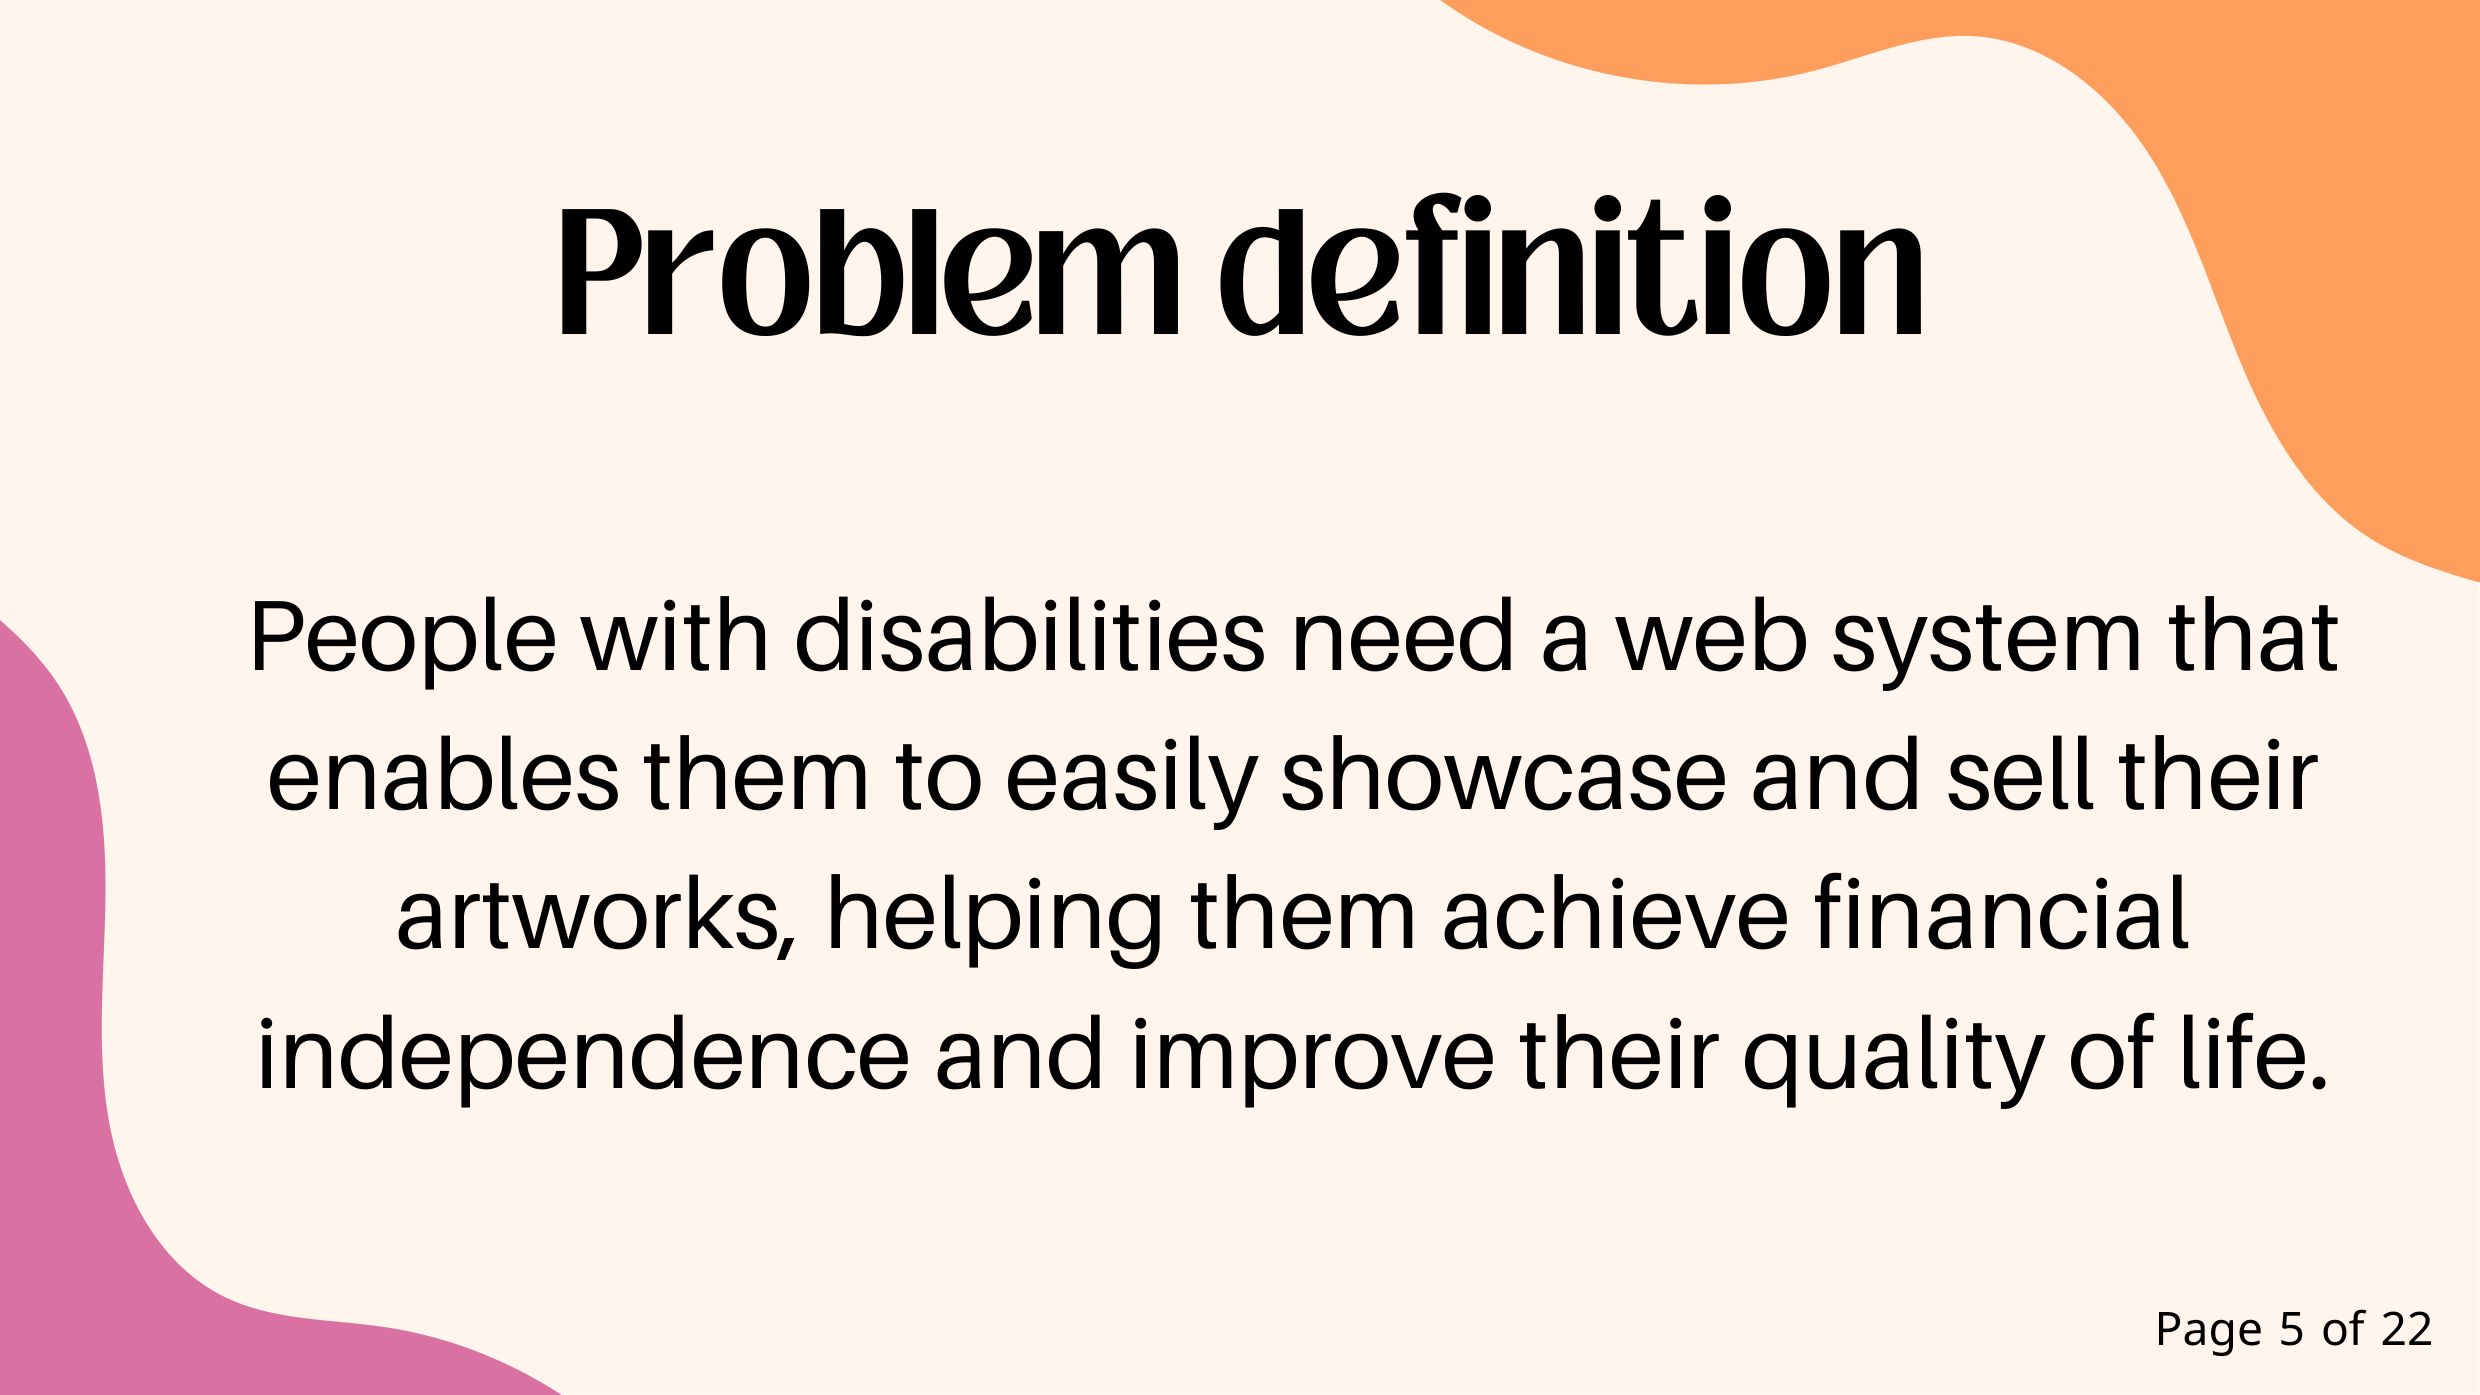 Problem definition
People with disabilities need a web system that
enables them to easily showcase and sell their
artworks, helping them achieve financial
independence and improve their quality of life.
Page 5 of 22